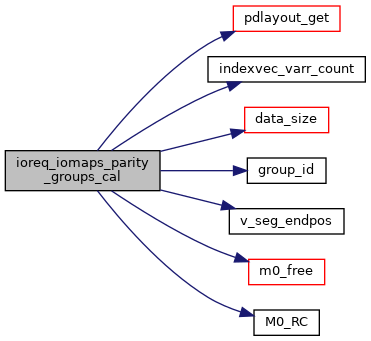 pdlayout_get
indexvec_varr_count
data_size
ioreq_iomaps_parity
_groups_cal
group_id
v_seg_endpos
m0_free
M0_RC